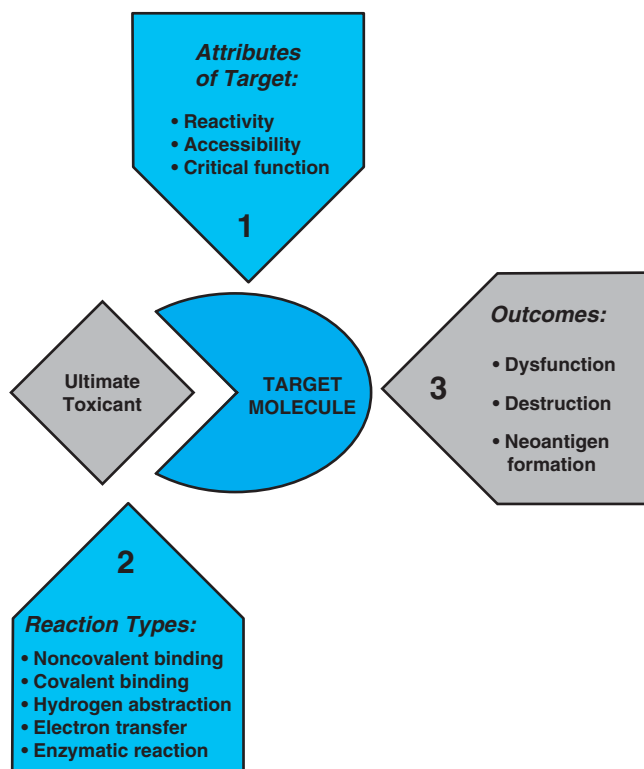 Attributes
of Target:
• Reactivity
• Accessibility
• Critical function
1
Ultimate
Toxicant
TARGET
MOLECULE
3
Outcomes:
• Dysfunction
• Destruction
• Neoantigen
formation
2
Reaction Types:
• Noncovalent binding
• Covalent binding
• Hydrogen abstraction
• Electron transfer
• Enzymatic reaction